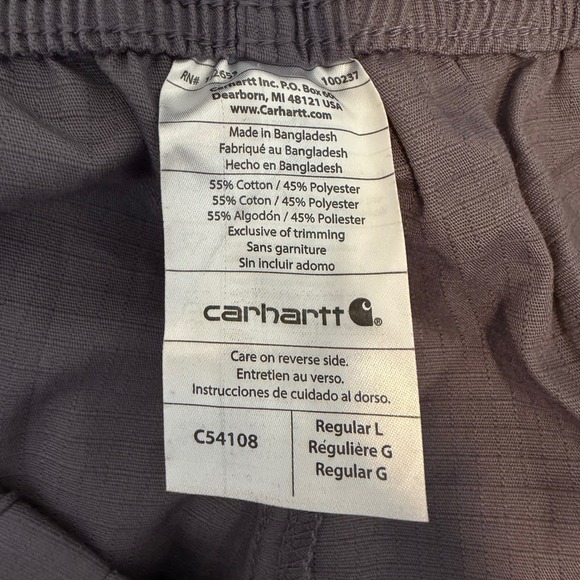 RN# 100237
Carhartt Inc. P.O. Box
Dearborn, MI 48121 USA
www.Carhartt.com
Made in Bangladesh
Fabriqué au Bangladesh
Hecho en Bangladesh
55% Cotton / 45% Polyester
55% Coton / 45% Polyester
55% Algodón / 45% Poliester
Exclusive of trimming
Sans garniture
Sin incluir adorno
carhartt ®
Care on reverse side.
Entretien au verso.
Instrucciones de cuidado al dorso.
C54108
Regular L
Régulière G
Regular G